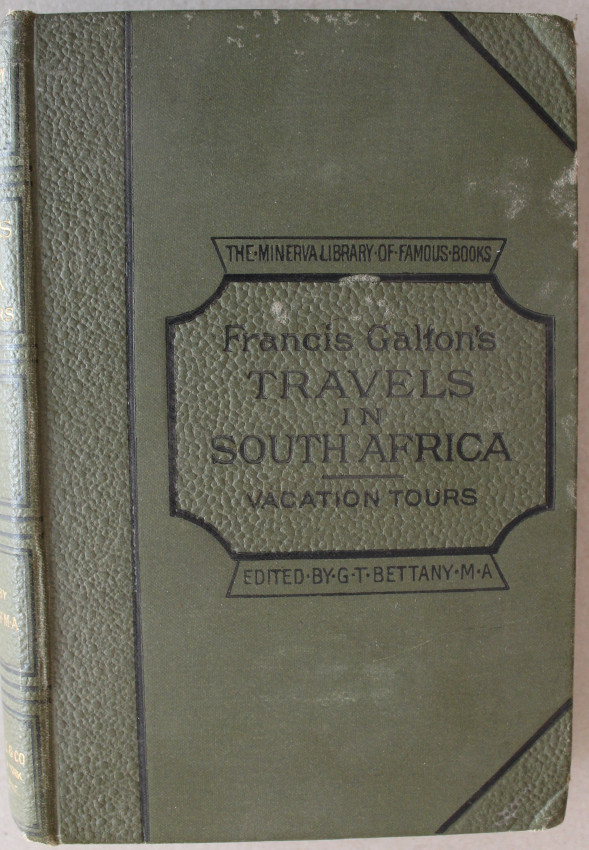 THE·MINERVA LIBRARY·OF·FAMOUS·BOOKS
Francis Galton's
TRAVELS
IN
SOUTH AFRICA
VACATION TOURS
EDITED·BY·G·T·BETTANY·M·A